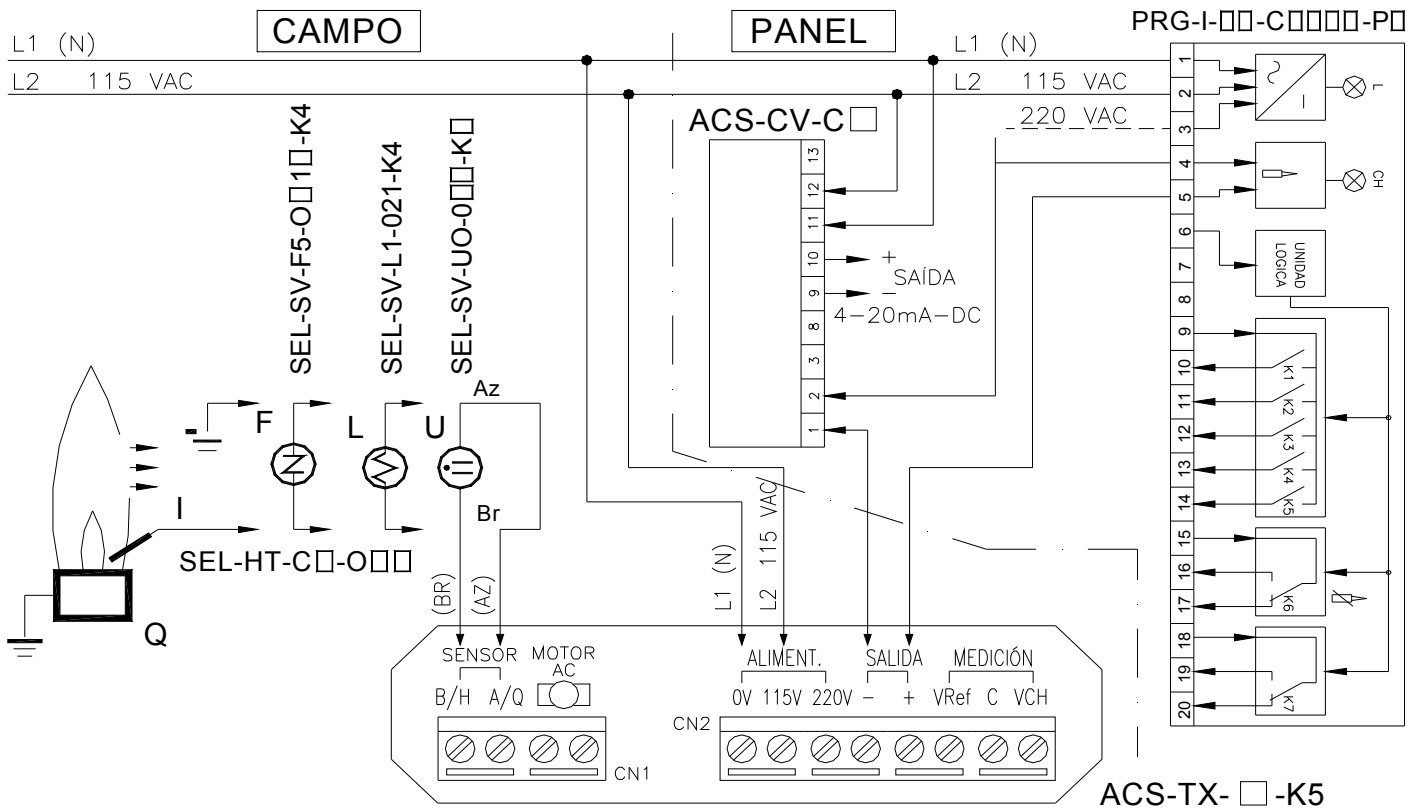 CAMPO
PANEL
PRG-I-□□-C□□□□-P□
L1 (N)
L1 (N)
L2 115 VAC
L2 115 VAC
220 VAC
ACS-CV-C□
SEL-SV-F5-O□1□-K4
SEL-SV-L1-021-K4
SEL-SV-UO-0□□-K□
13
12
11
10
9
8
3
2
1
+
SAÍDA
−
4-20mA-DC
1
2
3
4
5
6
7
8
9
10
11
12
13
14
15
16
17
18
19
20
L
CH
UNIDAD
LOGICA
K1
K2
K3
K4
K5
K6
K7
F
L
U
Az
Br
I
SEL-HT-C□-O□□
Q
(BR)
(AZ)
L1 (N)
L2 115 VAC
SENSOR
MOTOR
AC
ALIMENT.
SALIDA
MEDICIÓN
B/H A/Q
0V 115V 220V − + VRef C VCH
CN2
CN1
ACS-TX- □ -K5